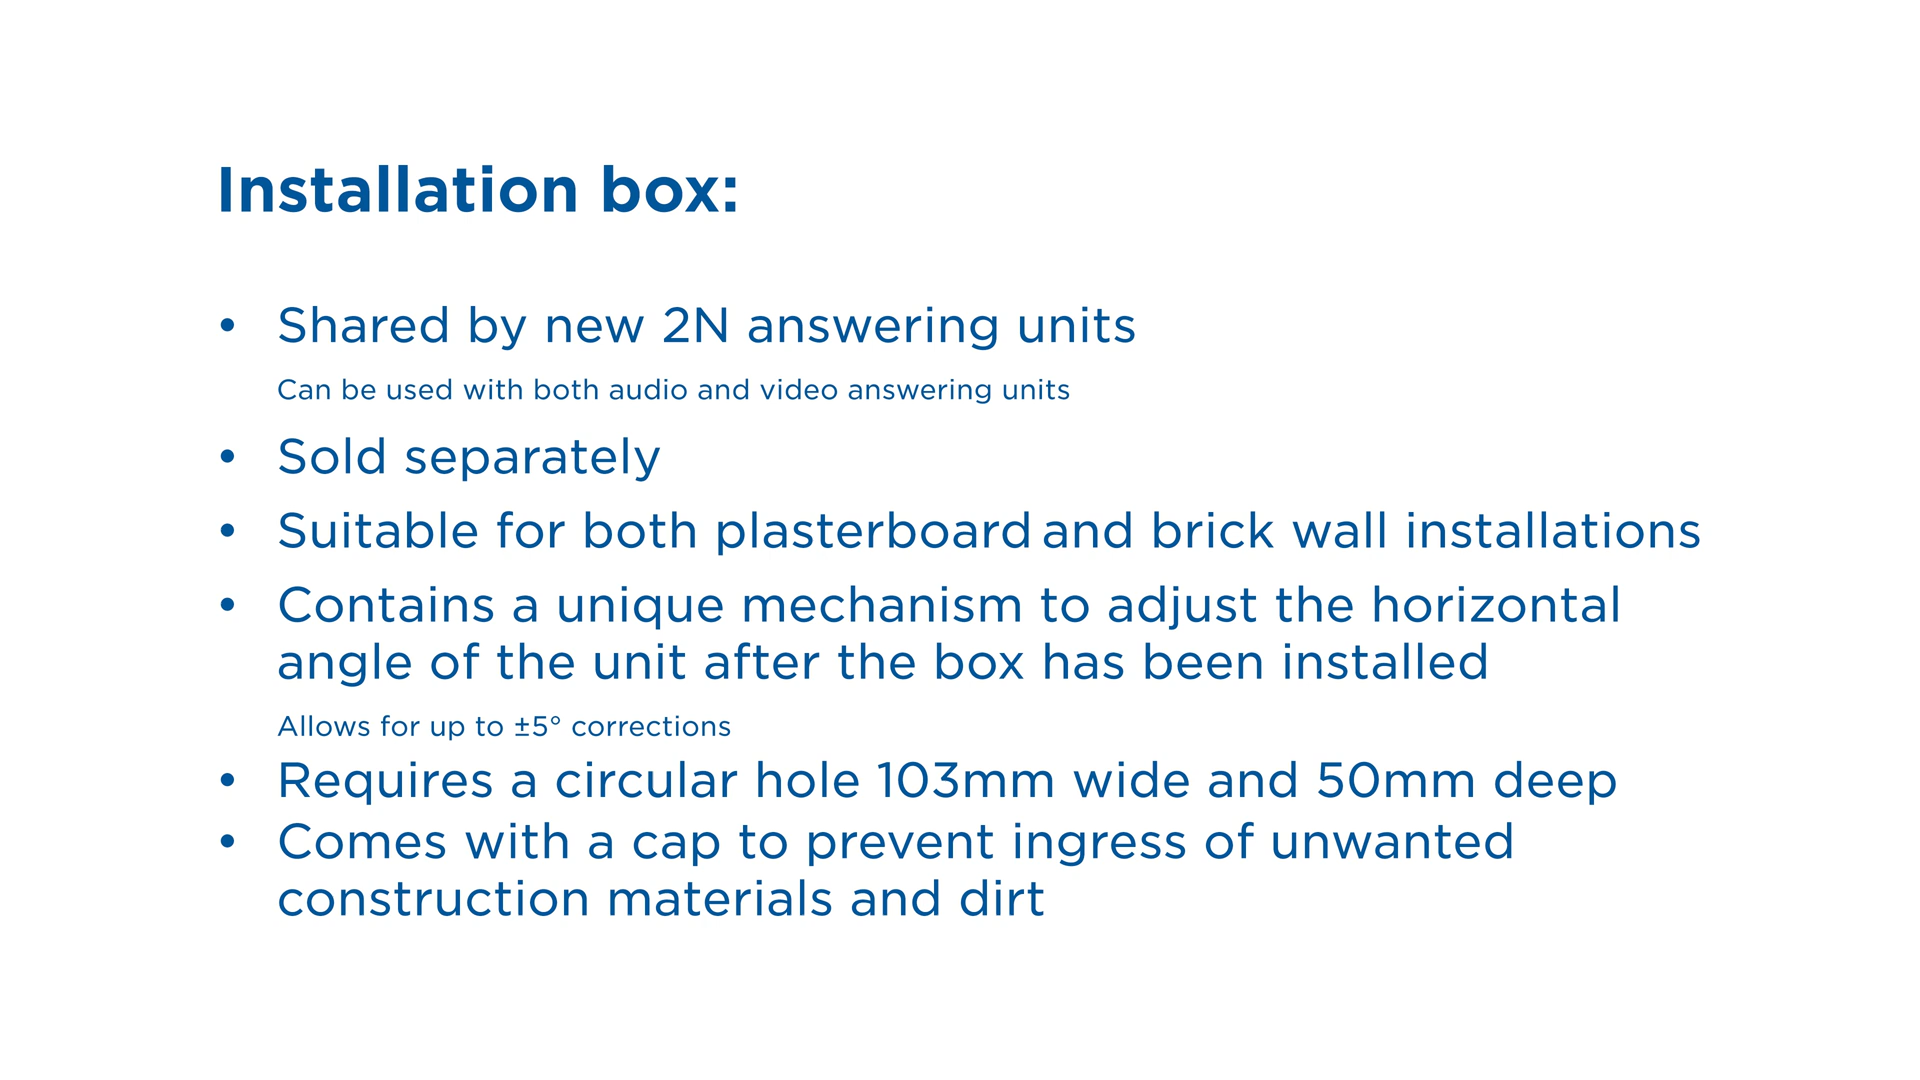 Installation box:
• Shared by new 2N answering units
Can be used with both audio and video answering units
• Sold separately
• Suitable for both plasterboard and brick wall installations
• Contains a unique mechanism to adjust the horizontal
angle of the unit after the box has been installed
Allows for up to ±5° corrections
• Requires a circular hole 103mm wide and 50mm deep
• Comes with a cap to prevent ingress of unwanted
construction materials and dirt